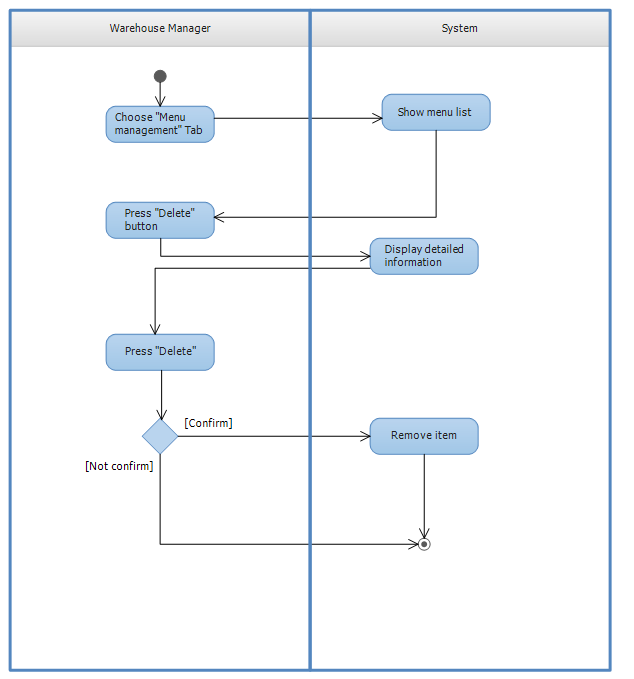 Warehouse Manager
System
Choose "Menu
management" Tab
Show menu list
Press "Delete"
button
Display detailed
information
Press "Delete"
[Confirm]
Remove item
[Not confirm]